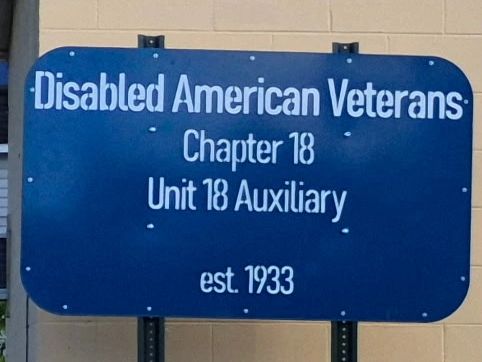 Disabled American Veterans
Chapter 18
Unit 18 Auxiliary
est. 1933